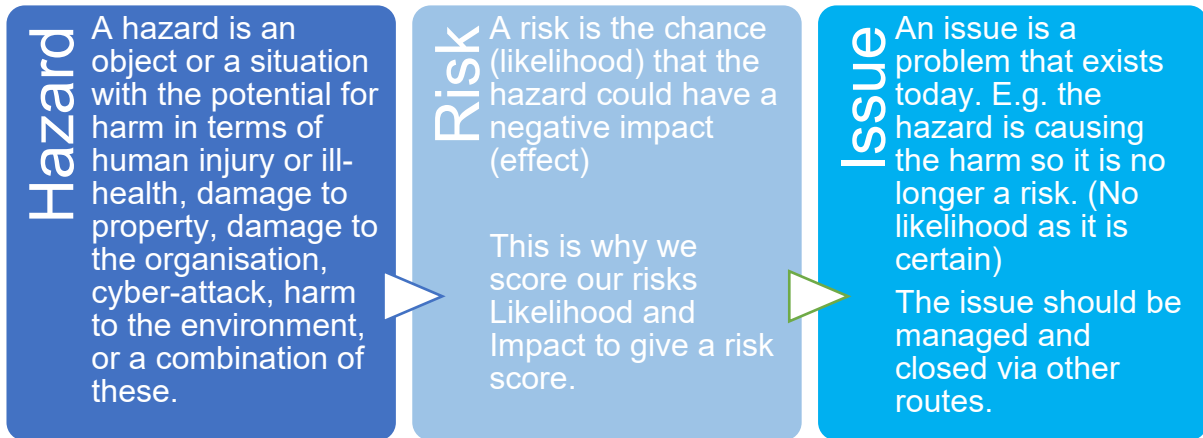 Hazard
A hazard is an
object or a situation
with the potential for
harm in terms of
human injury or ill-
health, damage to
property, damage to
the organisation,
cyber-attack, harm
to the environment,
or a combination of
these.
Risk
A risk is the chance
(likelihood) that the
hazard could have a
negative impact
(effect)
This is why we
score our risks
Likelihood and
Impact to give a risk
score.
Issue
An issue is a
problem that exists
today. E.g. the
hazard is causing
the harm so it is no
longer a risk. (No
likelihood as it is
certain)
The issue should be
managed and
closed via other
routes.